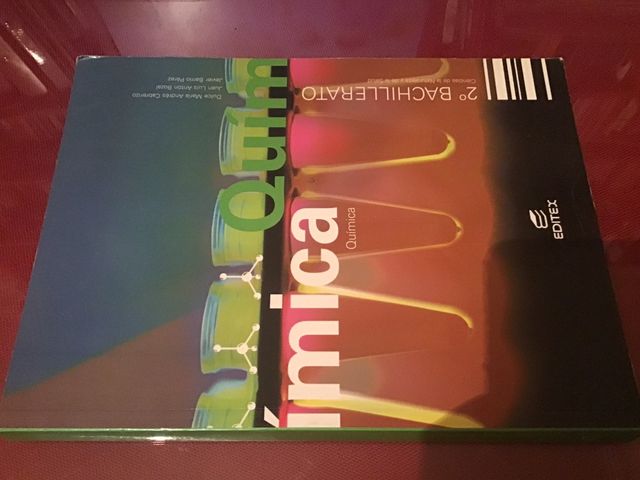 2º BACHILLERATO
Ciencias de la Naturaleza y de la Salud
Quím
ímica
Química
Dulce María Andrés Cabrerizo
Juan Luis Antón Bozal
Javier Barrio Pérez
EDITEX